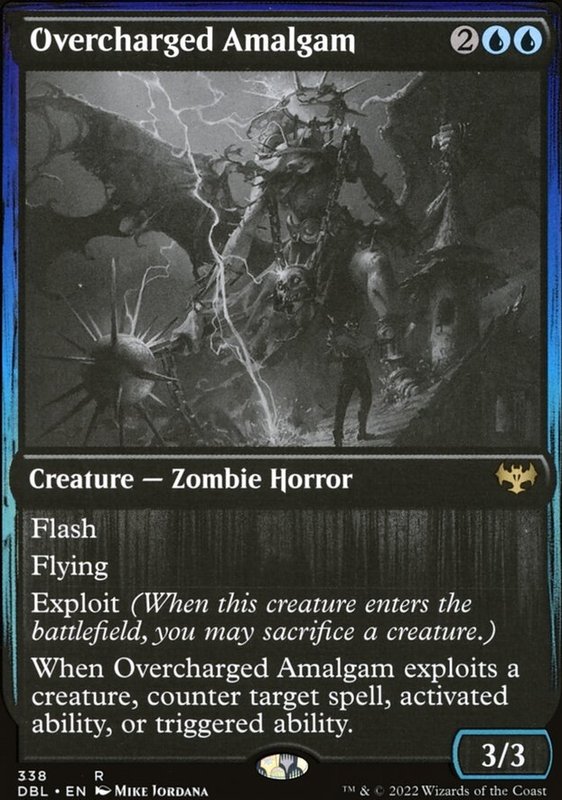 Overcharged Amalgam 2
Creature — Zombie Horror
Flash
Flying
Exploit (When this creature enters the
battlefield, you may sacrifice a creature.)
When Overcharged Amalgam exploits a
creature, counter target spell, activated
ability, or triggered ability.
3/3
338 R
DBL • EN Mike Jordana
™ & © 2022 Wizards of the Coast